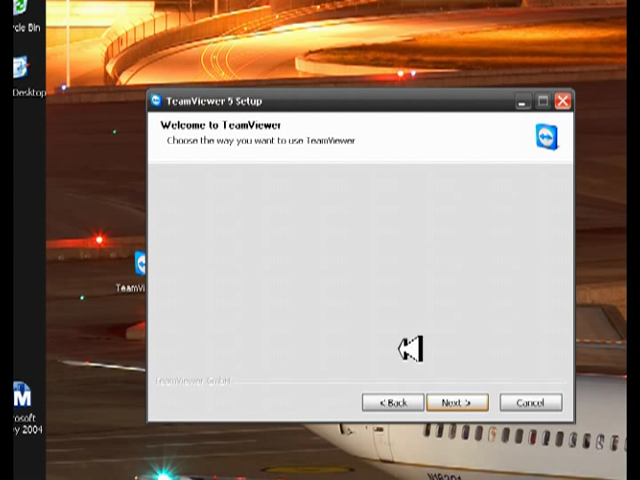 cle Bin
Desktop
TeamViewer 5 Setup
Welcome to TeamViewer
Choose the way you want to use TeamViewer
TeamVi
TeamViewer GmbH
< Back
Next >
Cancel
osoft
y 2004